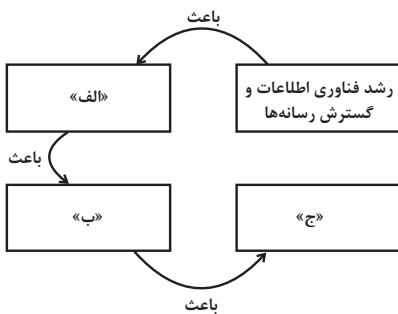 باعث
رشد فناوری اطلاعات و
گسترش رسانه‌ها
«الف»
باعث
«ب»
«ج»
باعث